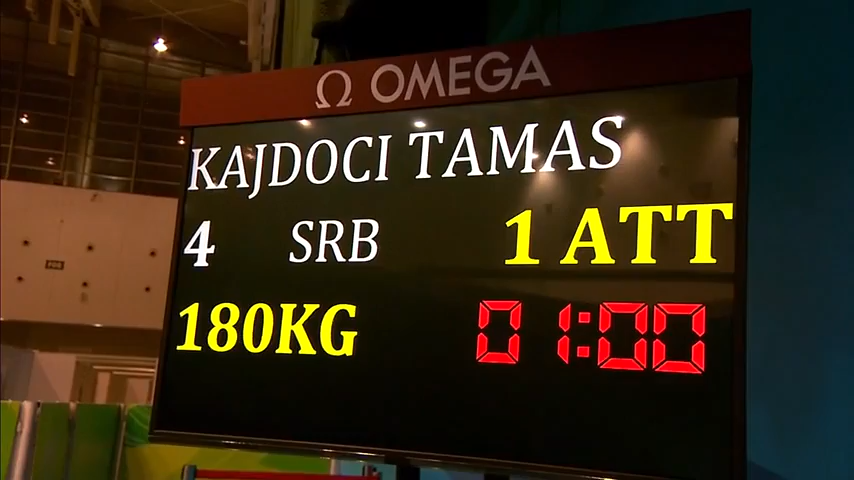 Ω OMEGA
KAJDOCI TAMAS
4 SRB 1 ATT
180KG 01:00